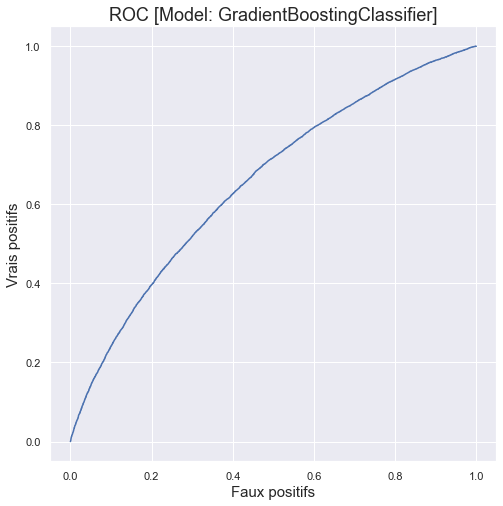 ROC [Model: GradientBoostingClassifier]
1.0
0.8
0.6
0.4
0.2
0.0
Vrais positifs
0.0 0.2 0.4 0.6 0.8 1.0
Faux positifs